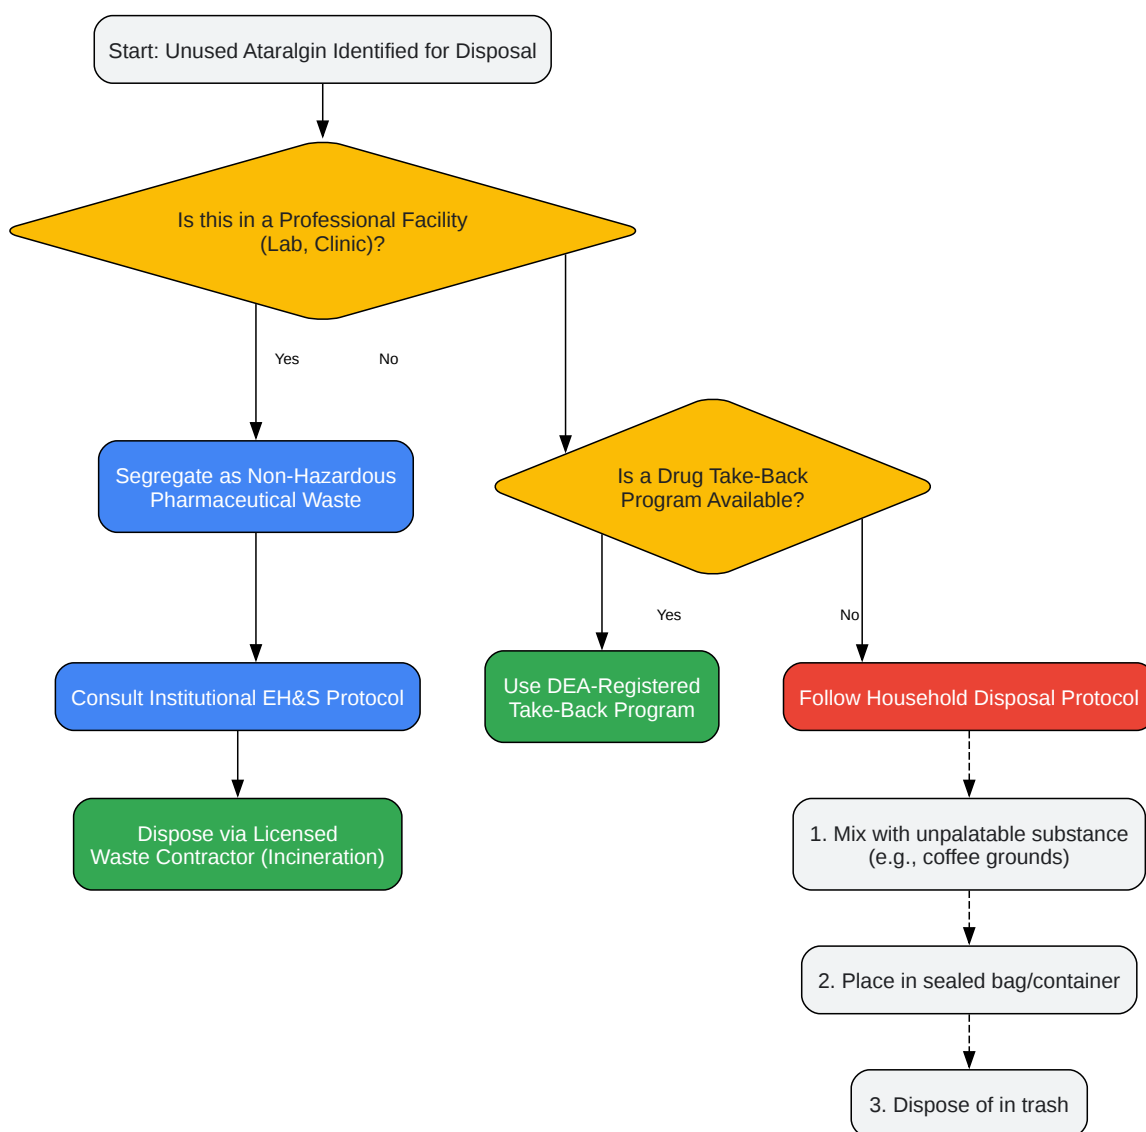 Start: Unused Ataralgin Identified for Disposal
Is this in a Professional Facility
(Lab, Clinic)?
Yes
No
Segregate as Non-Hazardous
Pharmaceutical Waste
Is a Drug Take-Back
Program Available?
Yes
No
Consult Institutional EH&S Protocol
Use DEA-Registered
Take-Back Program
Follow Household Disposal Protocol
Dispose via Licensed
Waste Contractor (Incineration)
1. Mix with unpalatable substance
(e.g., coffee grounds)
2. Place in sealed bag/container
3. Dispose of in trash